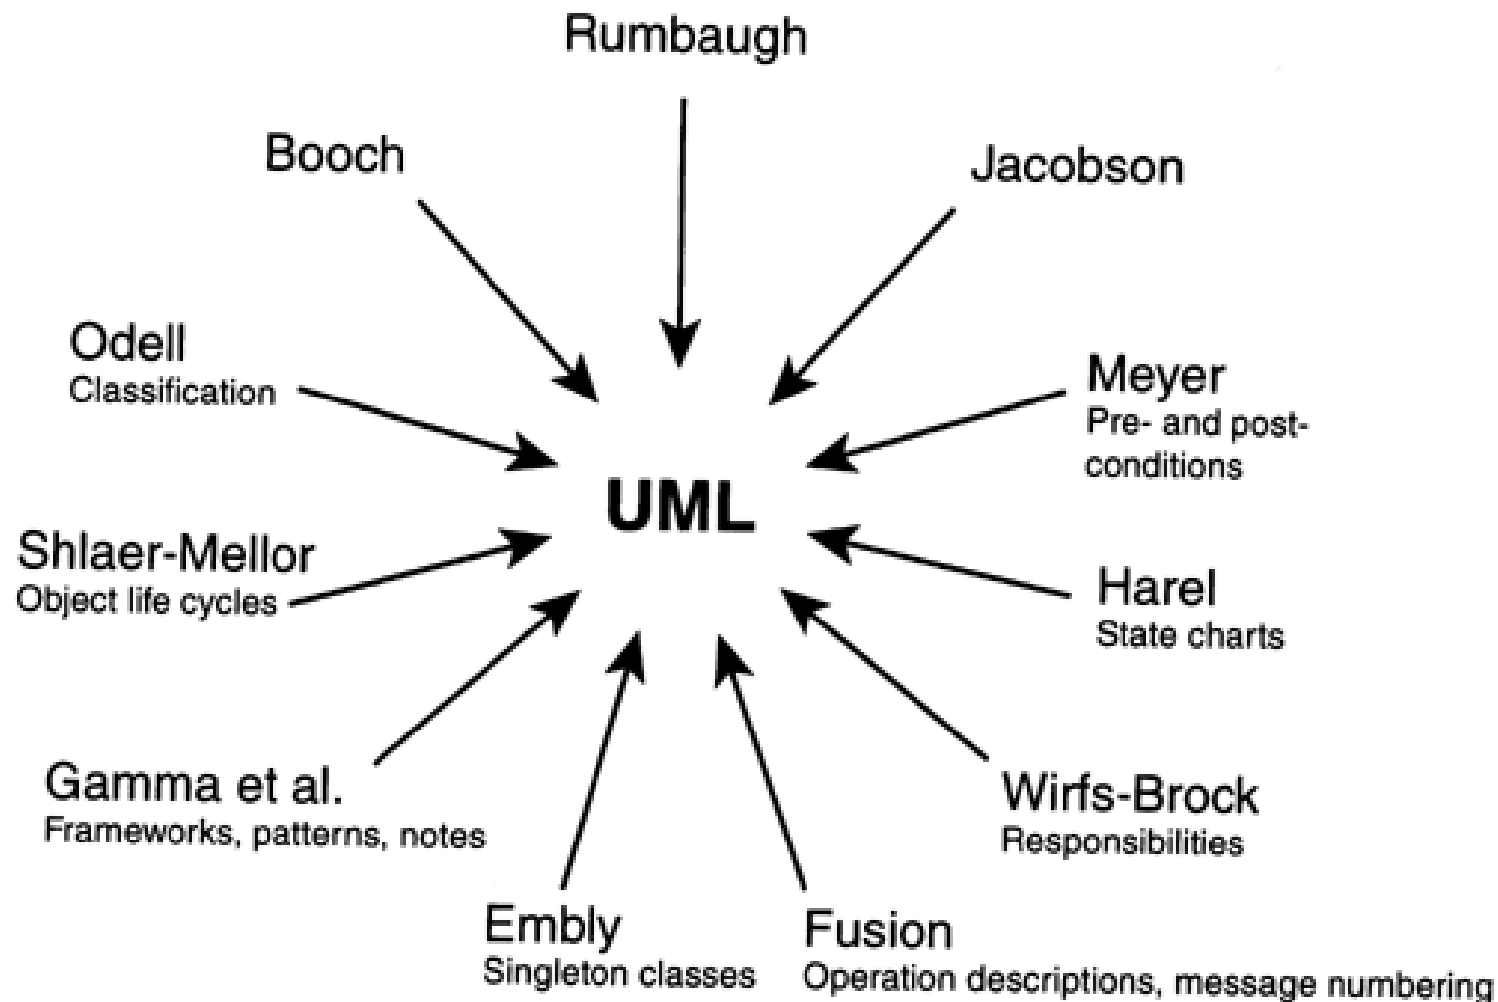 Rumbaugh
Booch
Jacobson
Odell
Classification
Meyer
Pre- and post-
conditions
UML
Shlaer-Mellor
Object life cycles
Harel
State charts
Gamma et al.
Frameworks, patterns, notes
Wirfs-Brock
Responsibilities
Embly
Singleton classes
Fusion
Operation descriptions, message numbering